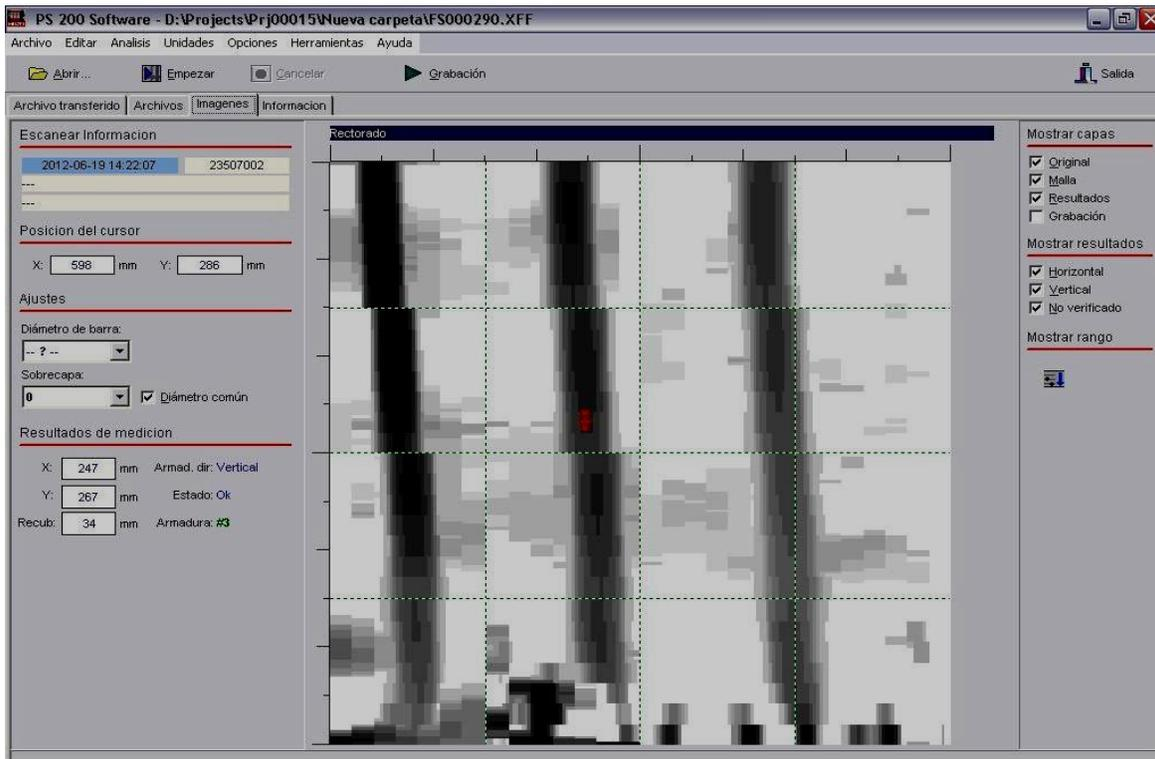 PS 200 Software - D:\Projects\Prj00015\Nueva carpeta\FS000290.XFF
Archivo Editar Analisis Unidades Opciones Herramientas Ayuda
Abrir... Empezar Cancelar Grabación Salida
Archivo transferido Archivos Imagenes Informacion
Escanear Informacion
2012-06-19 14:22:07 23507002
---
---
Posicion del cursor
X: 598 mm Y: 286 mm
Ajustes
Diámetro de barra:
-- ? --
Sobrecapa:
0 Diámetro común
Resultados de medicion
X: 247 mm Armad. dir: Vertical
Y: 267 mm Estado: Ok
Recub: 34 mm Armadura: #3
Rectorado
Mostrar capas
Original
Malla
Resultados
Grabación
Mostrar resultados
Horizontal
Vertical
No verificado
Mostrar rango